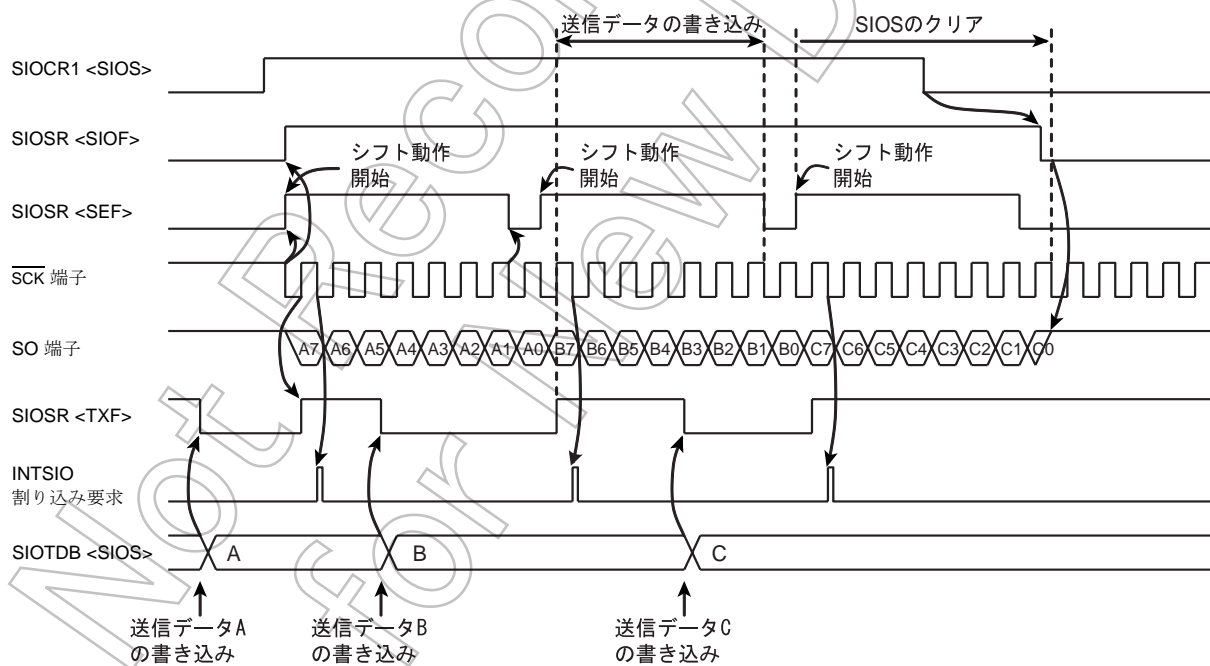 送信データの書き込み
SIOSのクリア
SIOCR1 <SIOS>
SIOSR <SIOF>
シフト動作
開始
シフト動作
開始
シフト動作
開始
SIOSR <SEF>
SCK 端子
SO 端子
A7 A6 A5 A4 A3 A2 A1 A0 B7 B6 B5 B4 B3 B2 B1 B0 C7 C6 C5 C4 C3 C2 C1 C0
SIOSR <TXF>
INTSIO
割り込み要求
SIOTDB <SIOS>
A B C
送信データA
の書き込み
送信データB
の書き込み
送信データC
の書き込み
Not Recom
for New D